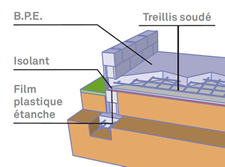 B.P.E.
Treillis soudé
Isolant
Film
plastique
étanche